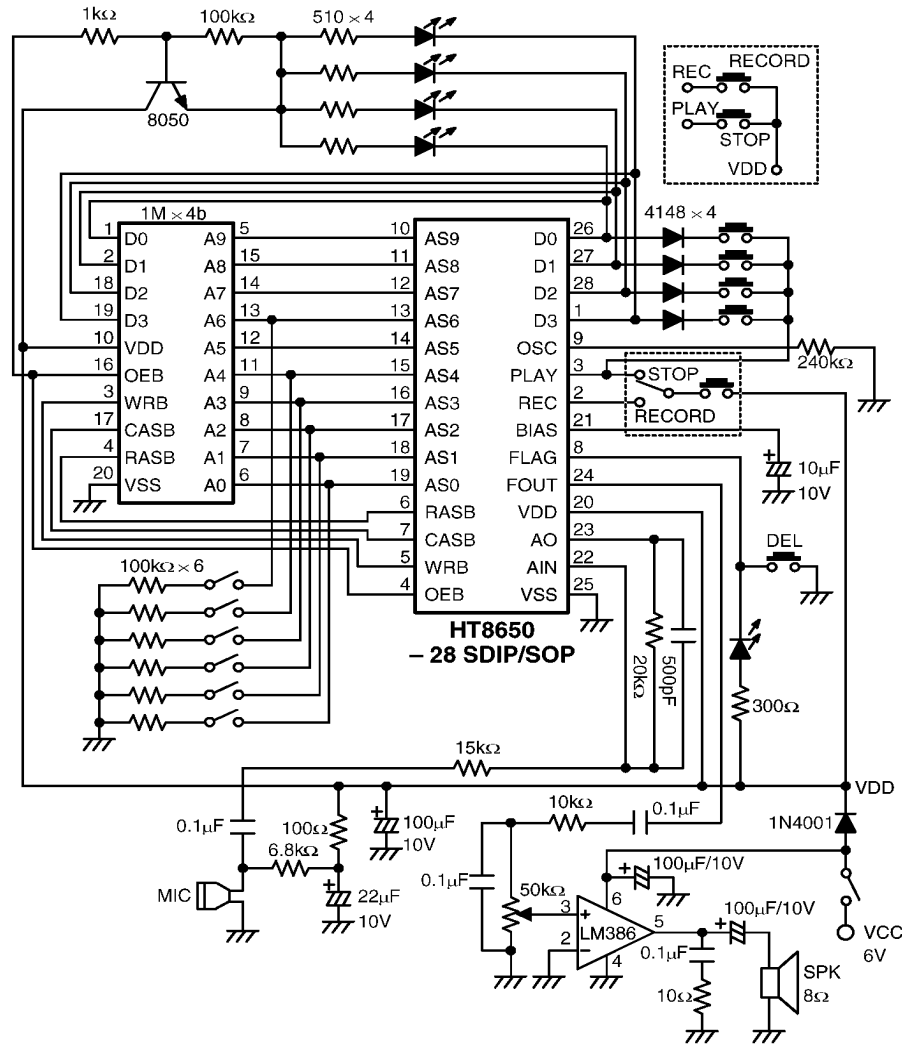 1kΩ 100kΩ 510 × 4
8050
RECORD
REC
PLAY
STOP
VDD
1M × 4b
4148 × 4
1 D0 A9 5 10 AS9 D0 26
2 D1 A8 15 11 AS8 D1 27
18 D2 A7 14 12 AS7 D2 28
19 D3 A6 13 13 AS6 D3 1
10 VDD A5 12 14 AS5 OSC 9
240kΩ
16 OEB A4 11 15 AS4 PLAY 3 STOP
3 WRB A3 9 16 AS3 REC 2 RECORD
17 CASB A2 8 17 AS2 BIAS 21
4 RASB A1 7 18 AS1 FLAG 8
10μF
10V
20 VSS A0 6 19 AS0 FOUT 24
6 RASB VDD 20
7 CASB AO 23
DEL
5 WRB AIN 22
4 OEB VSS 25
100kΩ × 6
HT8650
– 28 SDIP/SOP
20kΩ
500pF
300Ω
15kΩ
VDD
0.1μF
100Ω
100μF
10V
6.8kΩ
MIC
22μF
10V
10kΩ
0.1μF
1N4001
0.1μF
50kΩ
100μF/10V
6
3
+
2
−
LM386
5
4
100μF/10V
0.1μF
10Ω
VCC
6V
SPK
8Ω